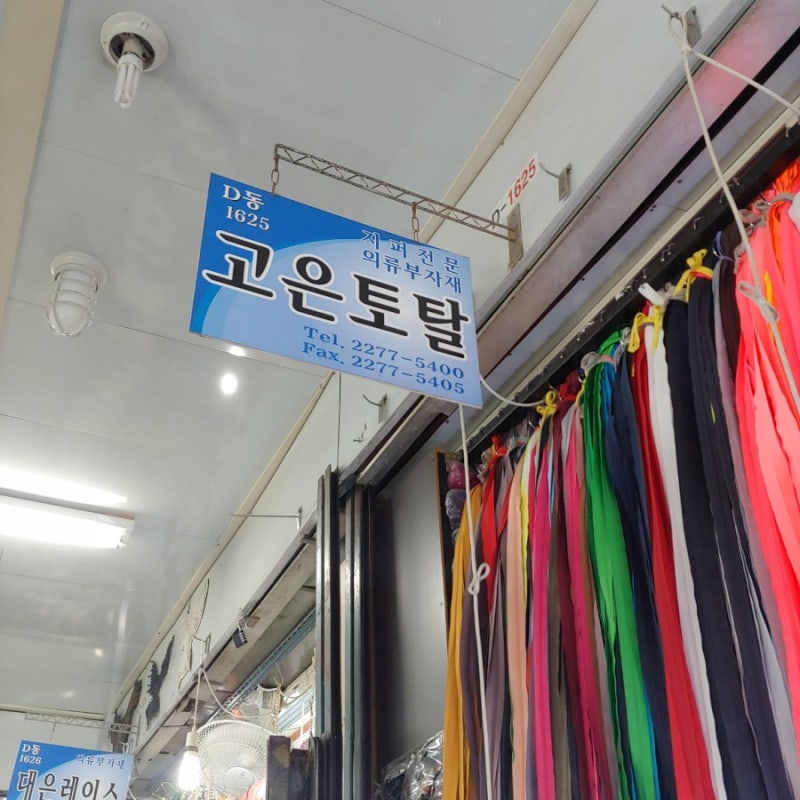 D동
1625
지퍼전문
의류부자재
고은토탈
Tel. 2277-5400
Fax. 2277-5405
D-1625
D동
1626
의류부자재
대은레이스